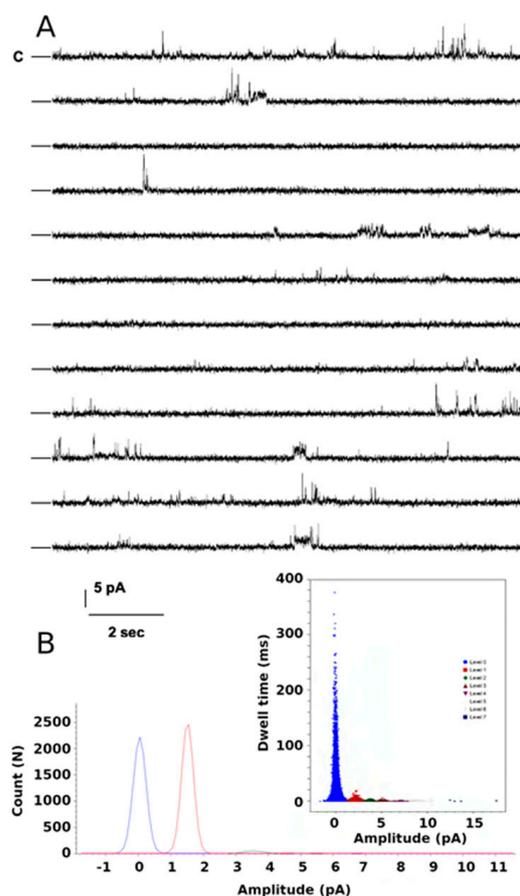 A
c
5 pA
2 sec
B
400
300
200
100
0
Dwell time (ms)
Level 0
Level 1
Level 2
Level 3
Level 4
Level 5
Level 6
Level 7
0 5 10 15
Amplitude (pA)
2500
2000
1500
1000
500
0
Count (N)
-1 0 1 2 3 4 5 6 7 8 9 10 11
Amplitude (pA)